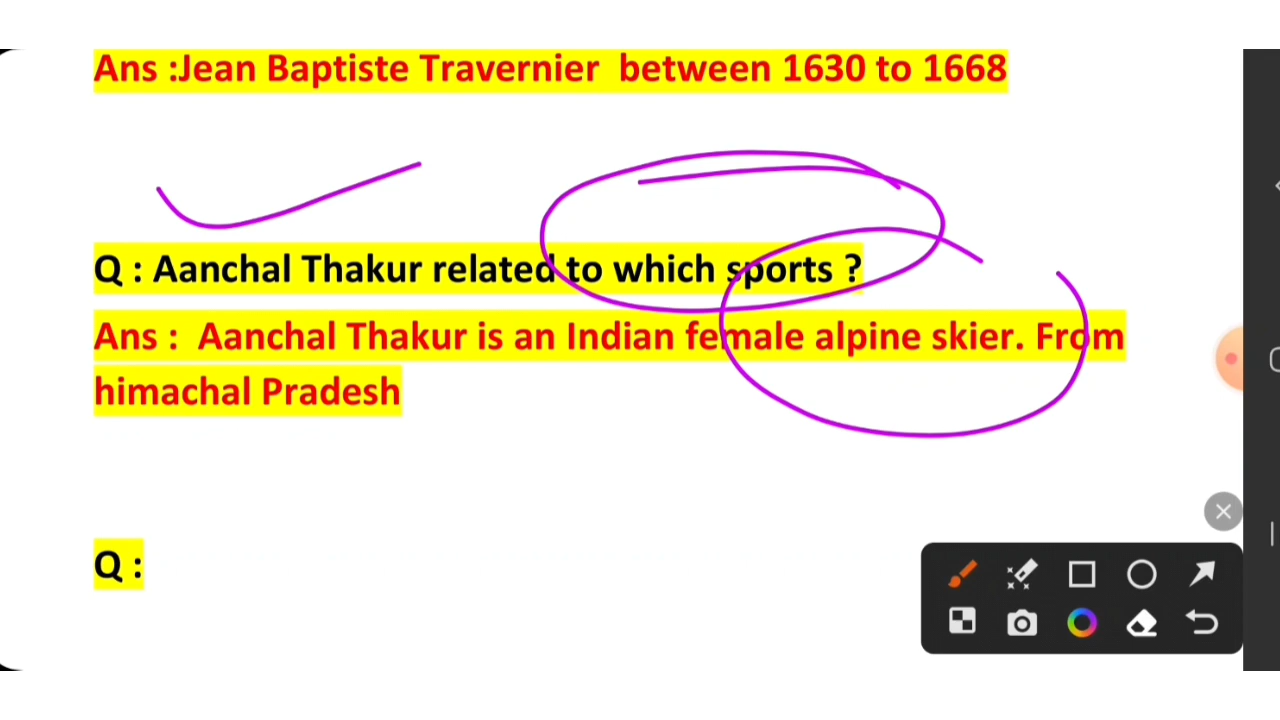 Ans :Jean Baptiste Travernier  between 1630 to 1668
Q : Aanchal Thakur related to which sports ?
Ans :  Aanchal Thakur is an Indian female alpine skier. From
himachal Pradesh
Q :